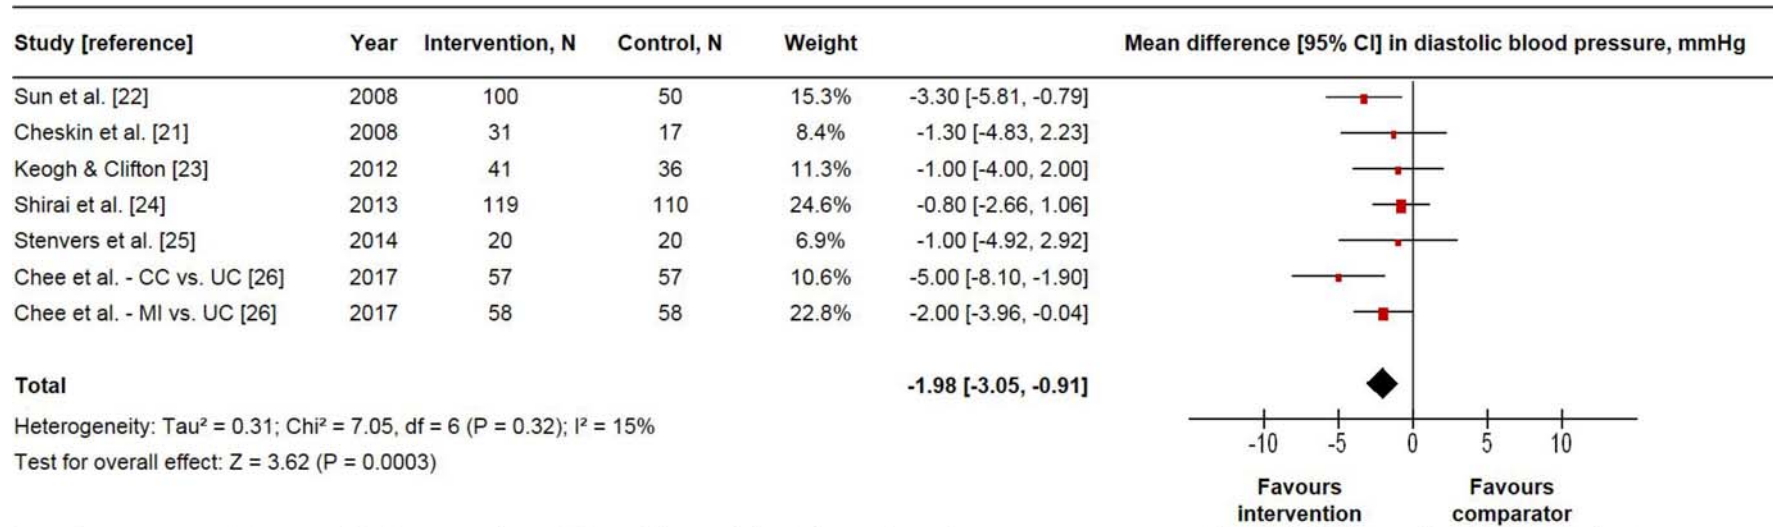 Study [reference] Year Intervention, N Control, N Weight Mean difference [95% CI] in diastolic blood pressure, mmHg
Sun et al. [22] 2008 100 50 15.3% -3.30 [-5.81, -0.79]
Cheskin et al. [21] 2008 31 17 8.4% -1.30 [-4.83, 2.23]
Keogh & Clifton [23] 2012 41 36 11.3% -1.00 [-4.00, 2.00]
Shirai et al. [24] 2013 119 110 24.6% -0.80 [-2.66, 1.06]
Stenvers et al. [25] 2014 20 20 6.9% -1.00 [-4.92, 2.92]
Chee et al. - CC vs. UC [26] 2017 57 57 10.6% -5.00 [-8.10, -1.90]
Chee et al. - MI vs. UC [26] 2017 58 58 22.8% -2.00 [-3.96, -0.04]
Total -1.98 [-3.05, -0.91]
Heterogeneity: Tau² = 0.31; Chi² = 7.05, df = 6 (P = 0.32); I² = 15%
-10 -5 0 5 10
Test for overall effect: Z = 3.62 (P = 0.0003)
Favours Favours
intervention comparator